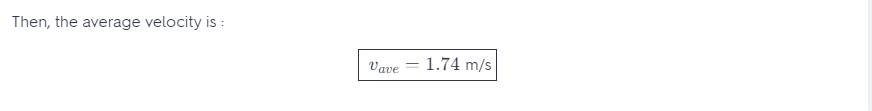 Then, the average velocity is :
v_ave = 1.74 m/s